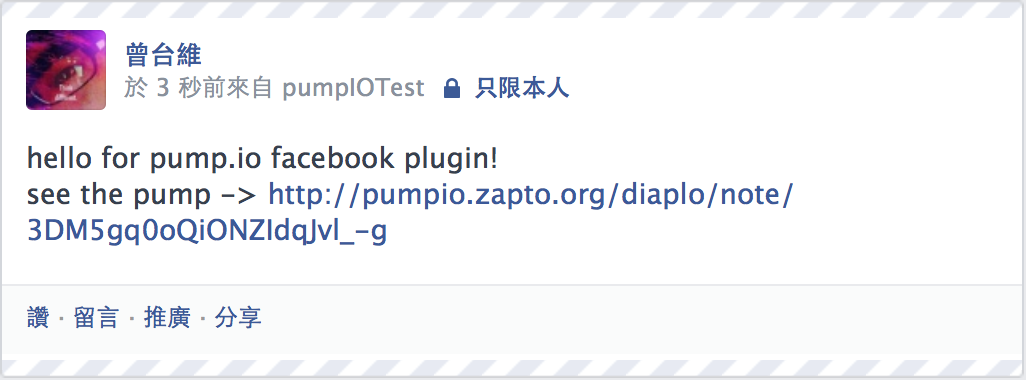 曾台維
於 3 秒前來自 pumpIOTest 只限本人
hello for pump.io facebook plugin!
see the pump –> http://pumpio.zapto.org/diaplo/note/
3DM5gq0oQiONZIdqJvl_-g
讚 · 留言 · 推廣 · 分享